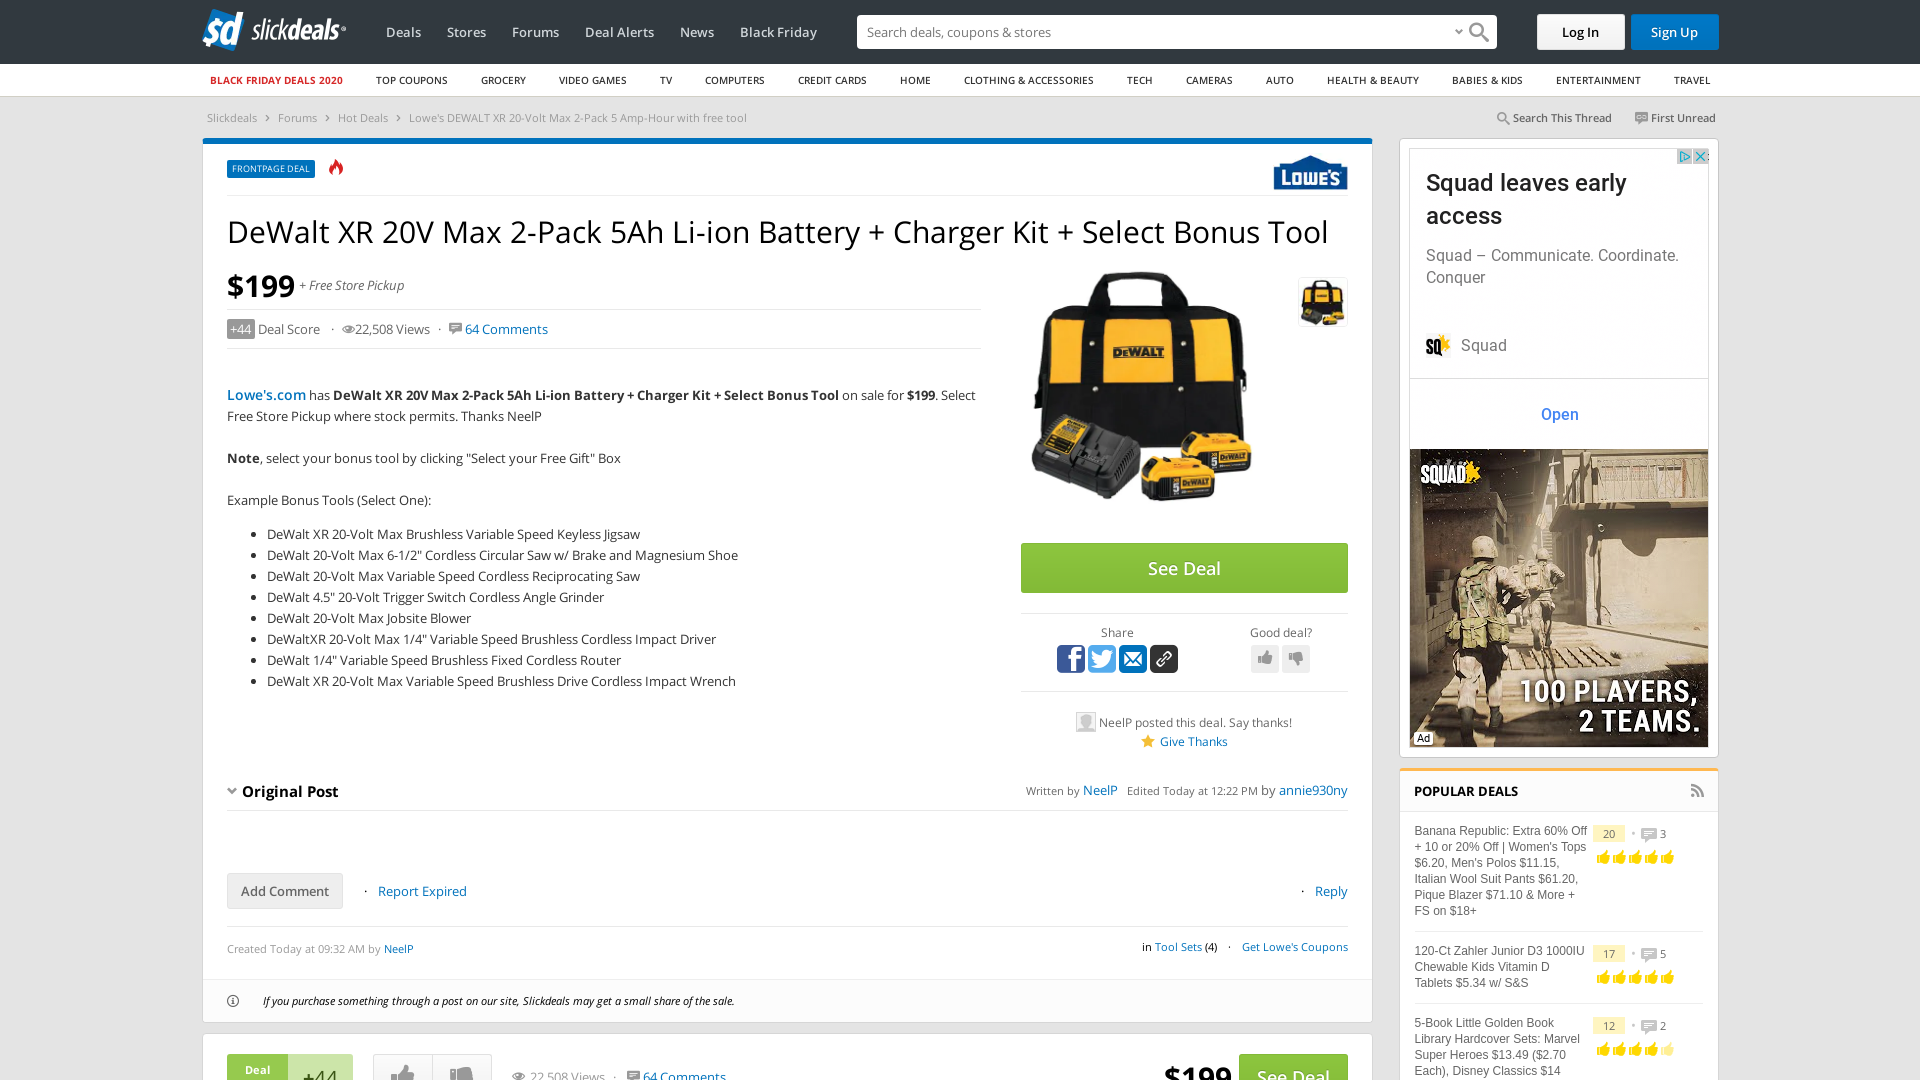 $d slickdeals
Deals Stores Forums Deal Alerts News Black Friday
Search deals, coupons & stores
Log In
Sign Up
BLACK FRIDAY DEALS 2020 TOP COUPONS GROCERY VIDEO GAMES TV COMPUTERS CREDIT CARDS HOME CLOTHING & ACCESSORIES TECH CAMERAS AUTO HEALTH & BEAUTY BABIES & KIDS ENTERTAINMENT TRAVEL
Slickdeals > Forums > Hot Deals > Lowe's DEWALT XR 20-Volt Max 2-Pack 5 Amp-Hour with free tool
Search This Thread First Unread
FRONTPAGE DEAL
LOWE'S
DeWalt XR 20V Max 2-Pack 5Ah Li-ion Battery + Charger Kit + Select Bonus Tool
$199 + Free Store Pickup
+44 Deal Score · 22,508 Views · 64 Comments
Lowe's.com has DeWalt XR 20V Max 2-Pack 5Ah Li-ion Battery + Charger Kit + Select Bonus Tool on sale for $199. Select
Free Store Pickup where stock permits. Thanks NeelP
Note, select your bonus tool by clicking "Select your Free Gift" Box
Example Bonus Tools (Select One):
• DeWalt XR 20-Volt Max Brushless Variable Speed Keyless Jigsaw
• DeWalt 20-Volt Max 6-1/2" Cordless Circular Saw w/ Brake and Magnesium Shoe
• DeWalt 20-Volt Max Variable Speed Cordless Reciprocating Saw
• DeWalt 4.5" 20-Volt Trigger Switch Cordless Angle Grinder
• DeWalt 20-Volt Max Jobsite Blower
• DeWaltXR 20-Volt Max 1/4" Variable Speed Brushless Cordless Impact Driver
• DeWalt 1/4" Variable Speed Brushless Fixed Cordless Router
• DeWalt XR 20-Volt Max Variable Speed Brushless Drive Cordless Impact Wrench
DEWALT
See Deal
Share
Good deal?
NeelP posted this deal. Say thanks!
Give Thanks
Original Post
Written by NeelP Edited Today at 12:22 PM by annie930ny
Add Comment · Report Expired
· Reply
Created Today at 09:32 AM by NeelP
in Tool Sets (4) · Get Lowe's Coupons
If you purchase something through a post on our site, Slickdeals may get a small share of the sale.
Deal
+44
22,508 Views · 64 Comments
$199
See Deal
Squad leaves early
access
Squad – Communicate. Coordinate.
Conquer
SQ Squad
Open
SQUAD
100 PLAYERS,
2 TEAMS.
Ad
POPULAR DEALS
Banana Republic: Extra 60% Off
+ 10 or 20% Off | Women's Tops
$6.20, Men's Polos $11.15,
Italian Wool Suit Pants $61.20,
Pique Blazer $71.10 & More +
FS on $18+
20 • 3
120-Ct Zahler Junior D3 1000IU
Chewable Kids Vitamin D
Tablets $5.34 w/ S&S
17 • 5
5-Book Little Golden Book
Library Hardcover Sets: Marvel
Super Heroes $13.49 ($2.70
Each), Disney Classics $14
12 • 2